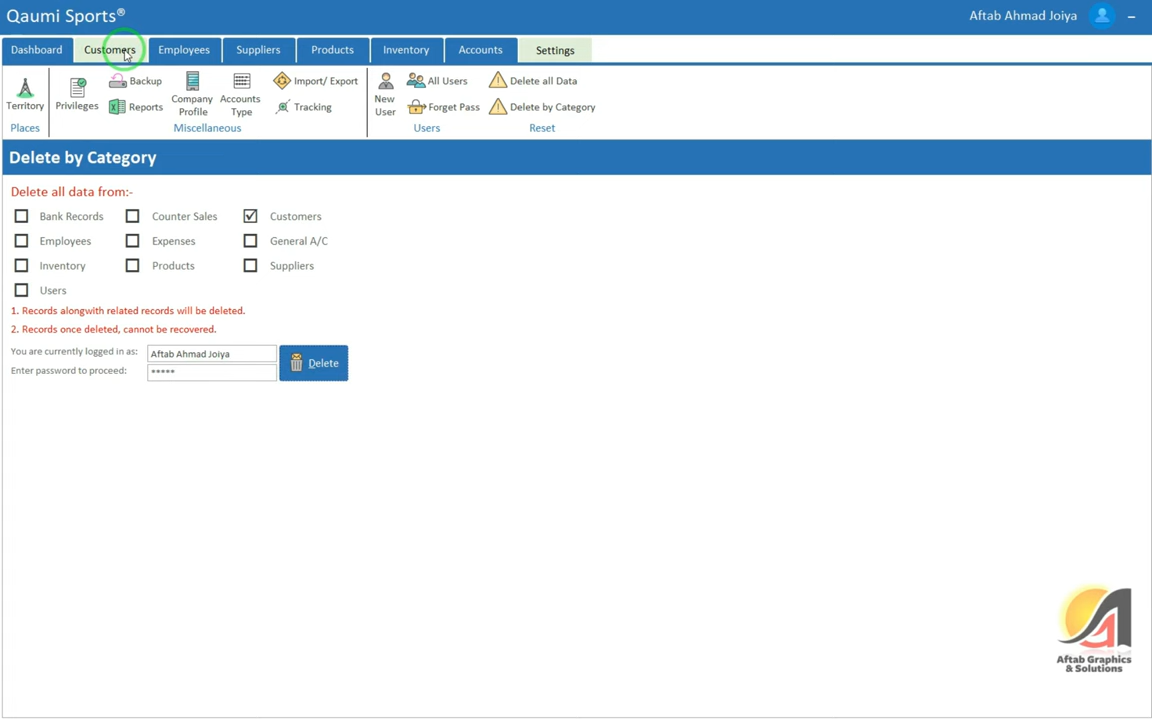 Qaumi Sports®
Aftab Ahmad Joiya
Dashboard
Customers
Employees
Suppliers
Products
Inventory
Accounts
Settings
Territory
Places
Privileges
Backup
Reports
Company
Profile
Accounts
Type
Import/ Export
Tracking
Miscellaneous
New
User
All Users
Forget Pass
Users
Delete all Data
Delete by Category
Reset
Delete by Category
Delete all data from:-
Bank Records
Counter Sales
Customers
Employees
Expenses
General A/C
Inventory
Products
Suppliers
Users
1. Records alongwith related records will be deleted.
2. Records once deleted, cannot be recovered.
You are currently logged in as:
Aftab Ahmad Joiya
Enter password to proceed:
*****
Delete
Aftab Graphics
& Solutions